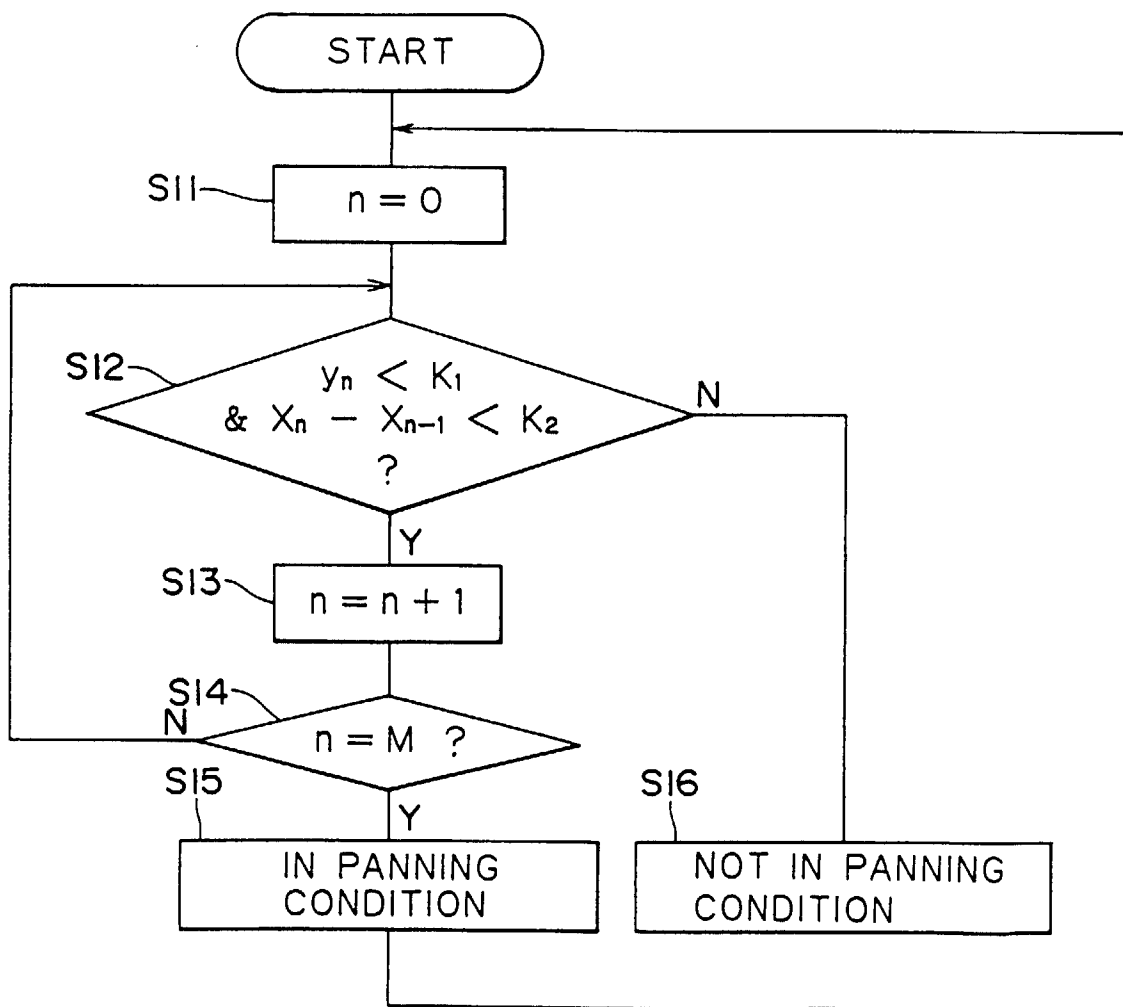 START
S11
n = 0
S12
yn < K1
& Xn − Xn−1 < K2
?
N
Y
S13
n = n + 1
S14
N
n = M ?
Y
S15
IN PANNING
CONDITION
S16
NOT IN PANNING
CONDITION